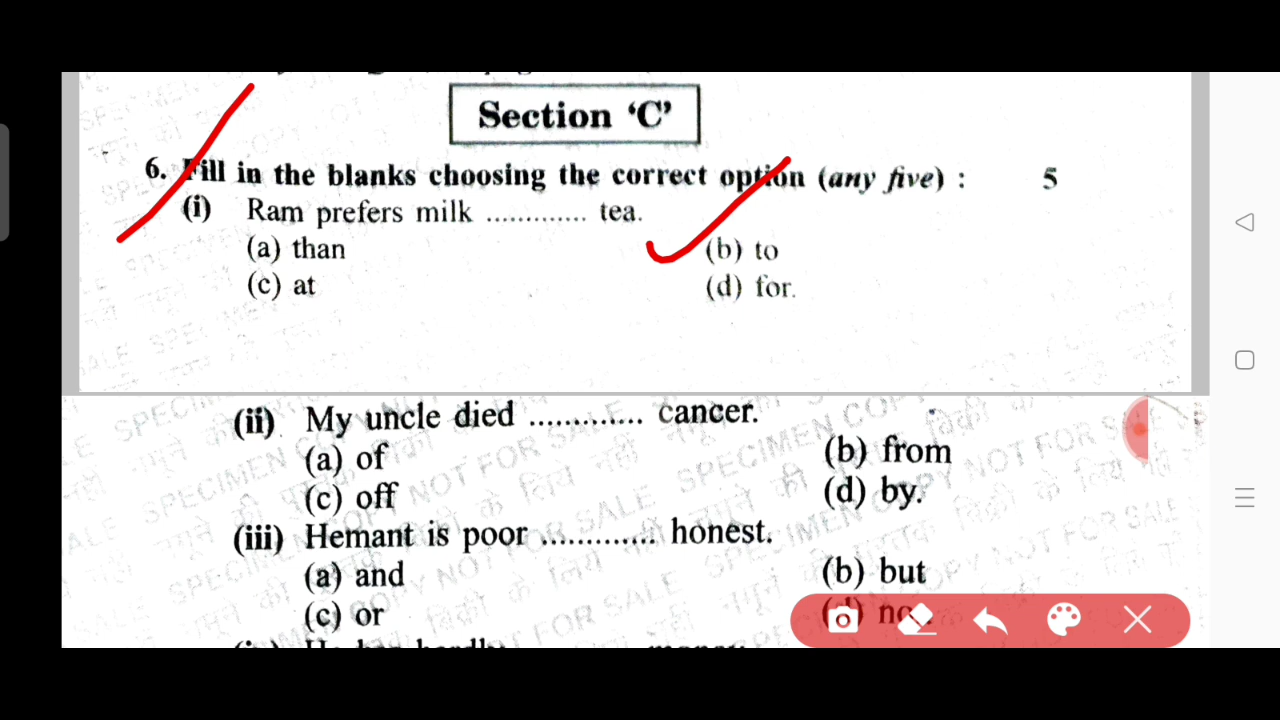 Section ‘C’
6. Fill in the blanks choosing the correct option (any five) : 5
(i) Ram prefers milk ............. tea.
(a) than (b) to
(c) at (d) for.
(ii) My uncle died ............. cancer.
(a) of (b) from
(c) off (d) by.
(iii) Hemant is poor ............. honest.
(a) and (b) but
(c) or (d)
hardly money